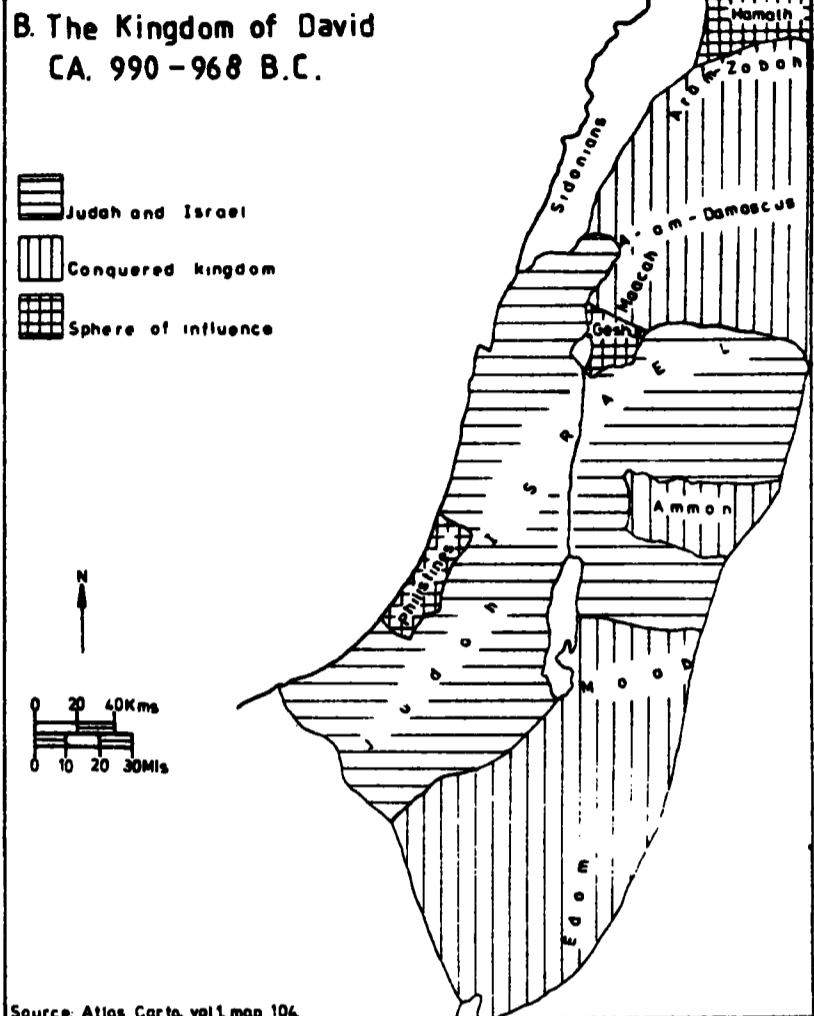 B. The Kingdom of David
CA. 990-968 B.C.
Judah and Israel
Conquered kingdom
Sphere of influence
Hamath
Aram Zobah
Sidonians
A-am-Damascus
Maacah
Gesh
ISRAEL
Ammon
Philistines
Judah
Moab
Edom
N
0 20 40Kms
0 10 20 30Mls
Source: Atlas Carta, vol 1, map 104